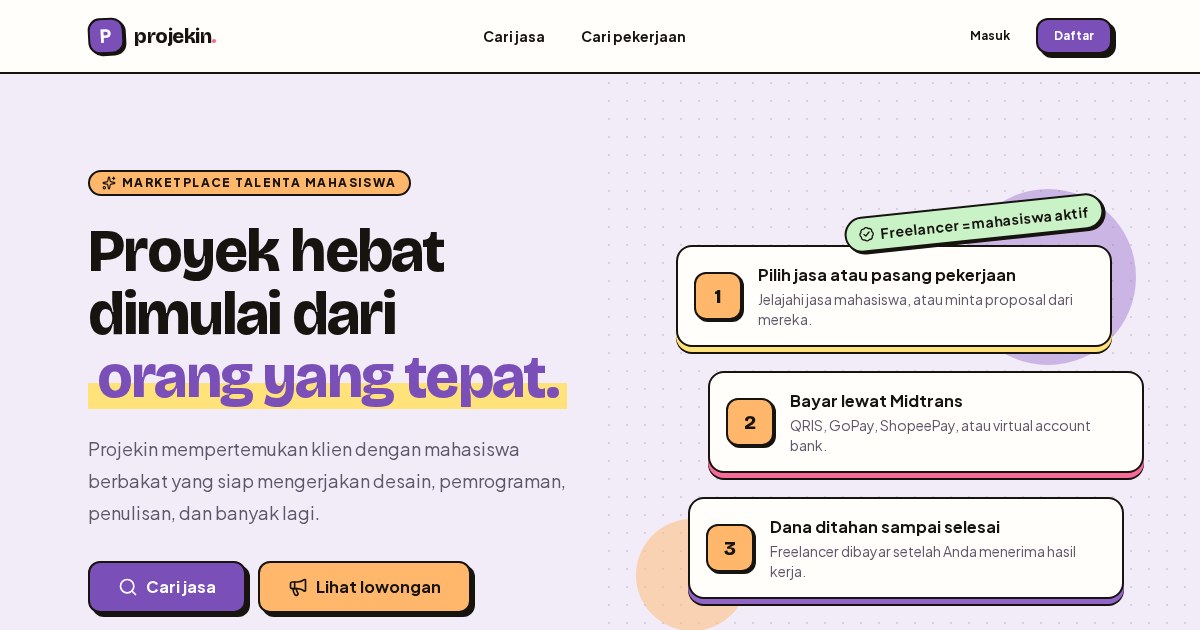 P projekin.
Cari jasa
Cari pekerjaan
Masuk
Daftar
MARKETPLACE TALENTA MAHASISWA
Proyek hebat
dimulai dari
orang yang tepat.
Projekin mempertemukan klien dengan mahasiswa
berbakat yang siap mengerjakan desain, pemrograman,
penulisan, dan banyak lagi.
Cari jasa
Lihat lowongan
Freelancer = mahasiswa aktif
1
Pilih jasa atau pasang pekerjaan
Jelajahi jasa mahasiswa, atau minta proposal dari
mereka.
2
Bayar lewat Midtrans
QRIS, GoPay, ShopeePay, atau virtual account
bank.
3
Dana ditahan sampai selesai
Freelancer dibayar setelah Anda menerima hasil
kerja.